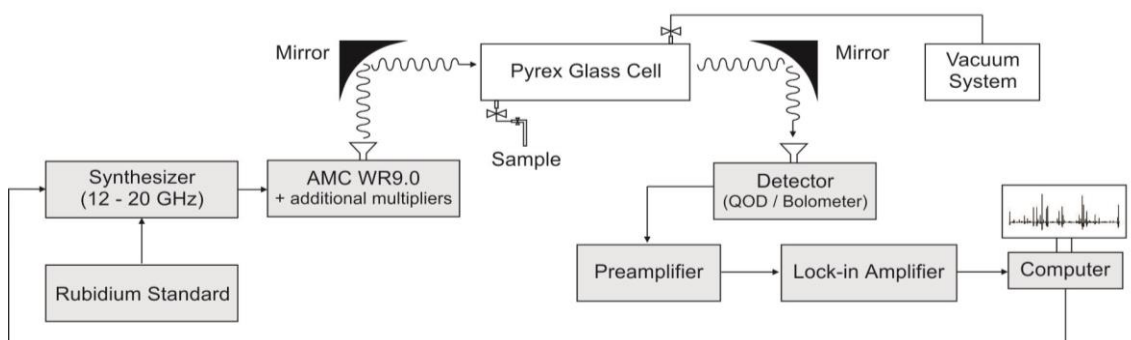 Mirror
Pyrex Glass Cell
Mirror
Vacuum
System
Sample
Synthesizer
(12 - 20 GHz)
AMC WR9.0
+ additional multipliers
Detector
(QOD / Bolometer)
Rubidium Standard
Preamplifier
Lock-in Amplifier
Computer